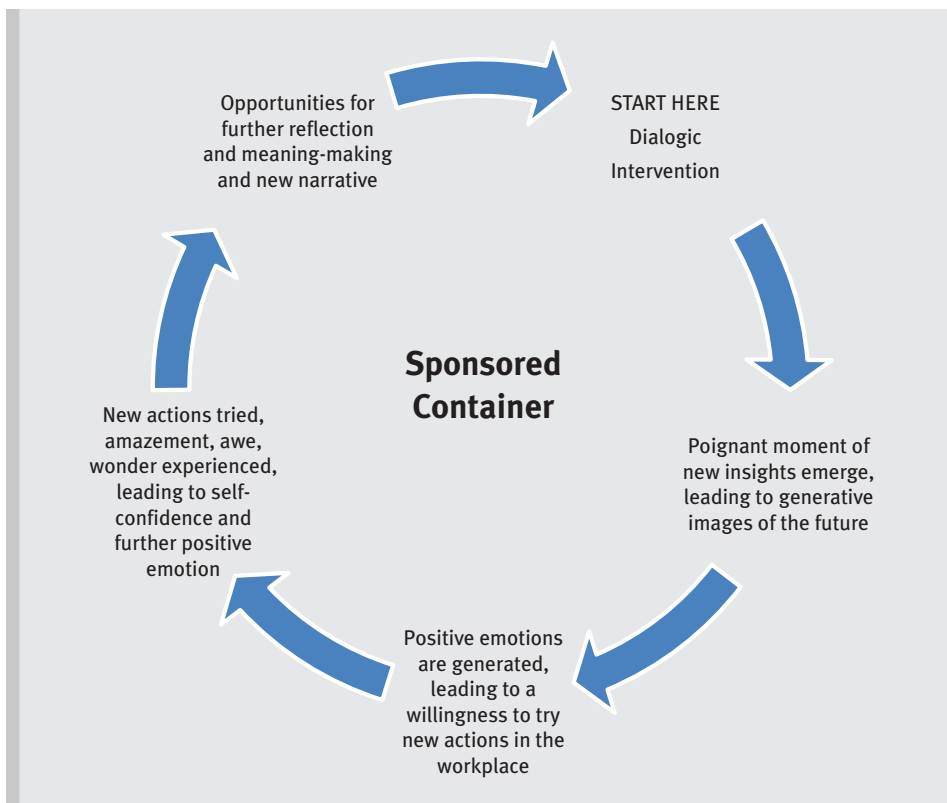 START HERE
Dialogic
Intervention
Poignant moment of
new insights emerge,
leading to generative
images of the future
Positive emotions
are generated,
leading to a
willingness to try
new actions in the
workplace
New actions tried,
amazement, awe,
wonder experienced,
leading to self-
confidence and
further positive
emotion
Opportunities for
further reflection
and meaning-making
and new narrative
Sponsored
Container